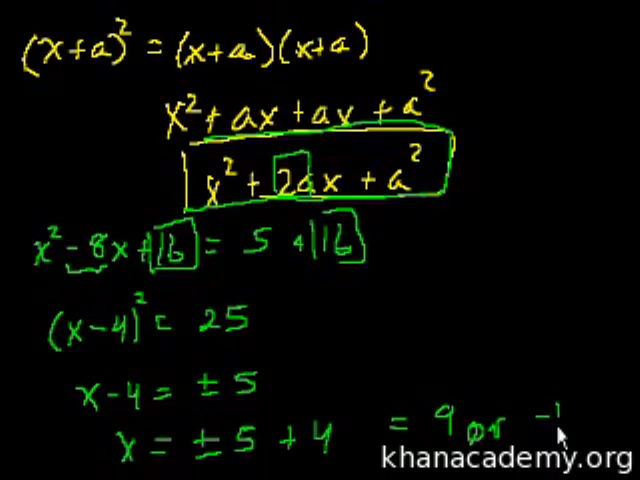 (x+a)² = (x+a)(x+a)
x² + ax + ax + a²
x² + 2ax + a²
x² - 8x + 16 = 5 + 16
(x-4)² = 25
x-4 = ± 5
x = ± 5 + 4 = 9 or -1
khanacademy.org